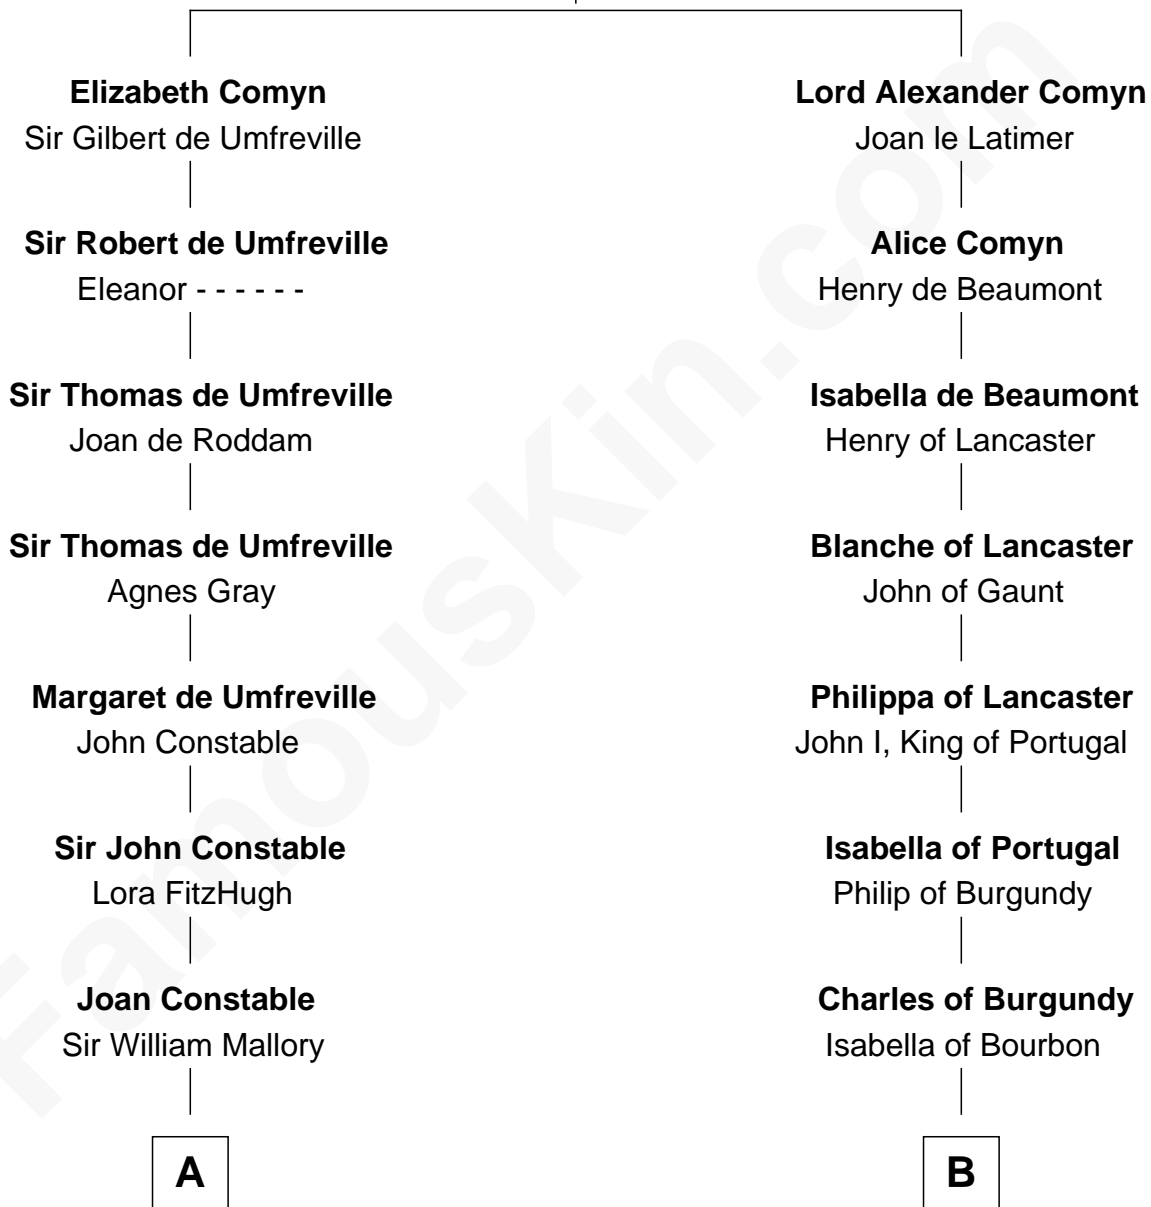 Elizabeth Comyn
Sir Gilbert de Umfreville
Sir Robert de Umfreville
Eleanor - - - - - -
Sir Thomas de Umfreville
Joan de Roddam
Sir Thomas de Umfreville
Agnes Gray
Margaret de Umfreville
John Constable
Sir John Constable
Lora FitzHugh
Joan Constable
Sir William Mallory
A
Lord Alexander Comyn
Joan le Latimer
Alice Comyn
Henry de Beaumont
Isabella de Beaumont
Henry of Lancaster
Blanche of Lancaster
John of Gaunt
Philippa of Lancaster
John I, King of Portugal
Isabella of Portugal
Philip of Burgundy
Charles of Burgundy
Isabella of Bourbon
B
FamousKin.com